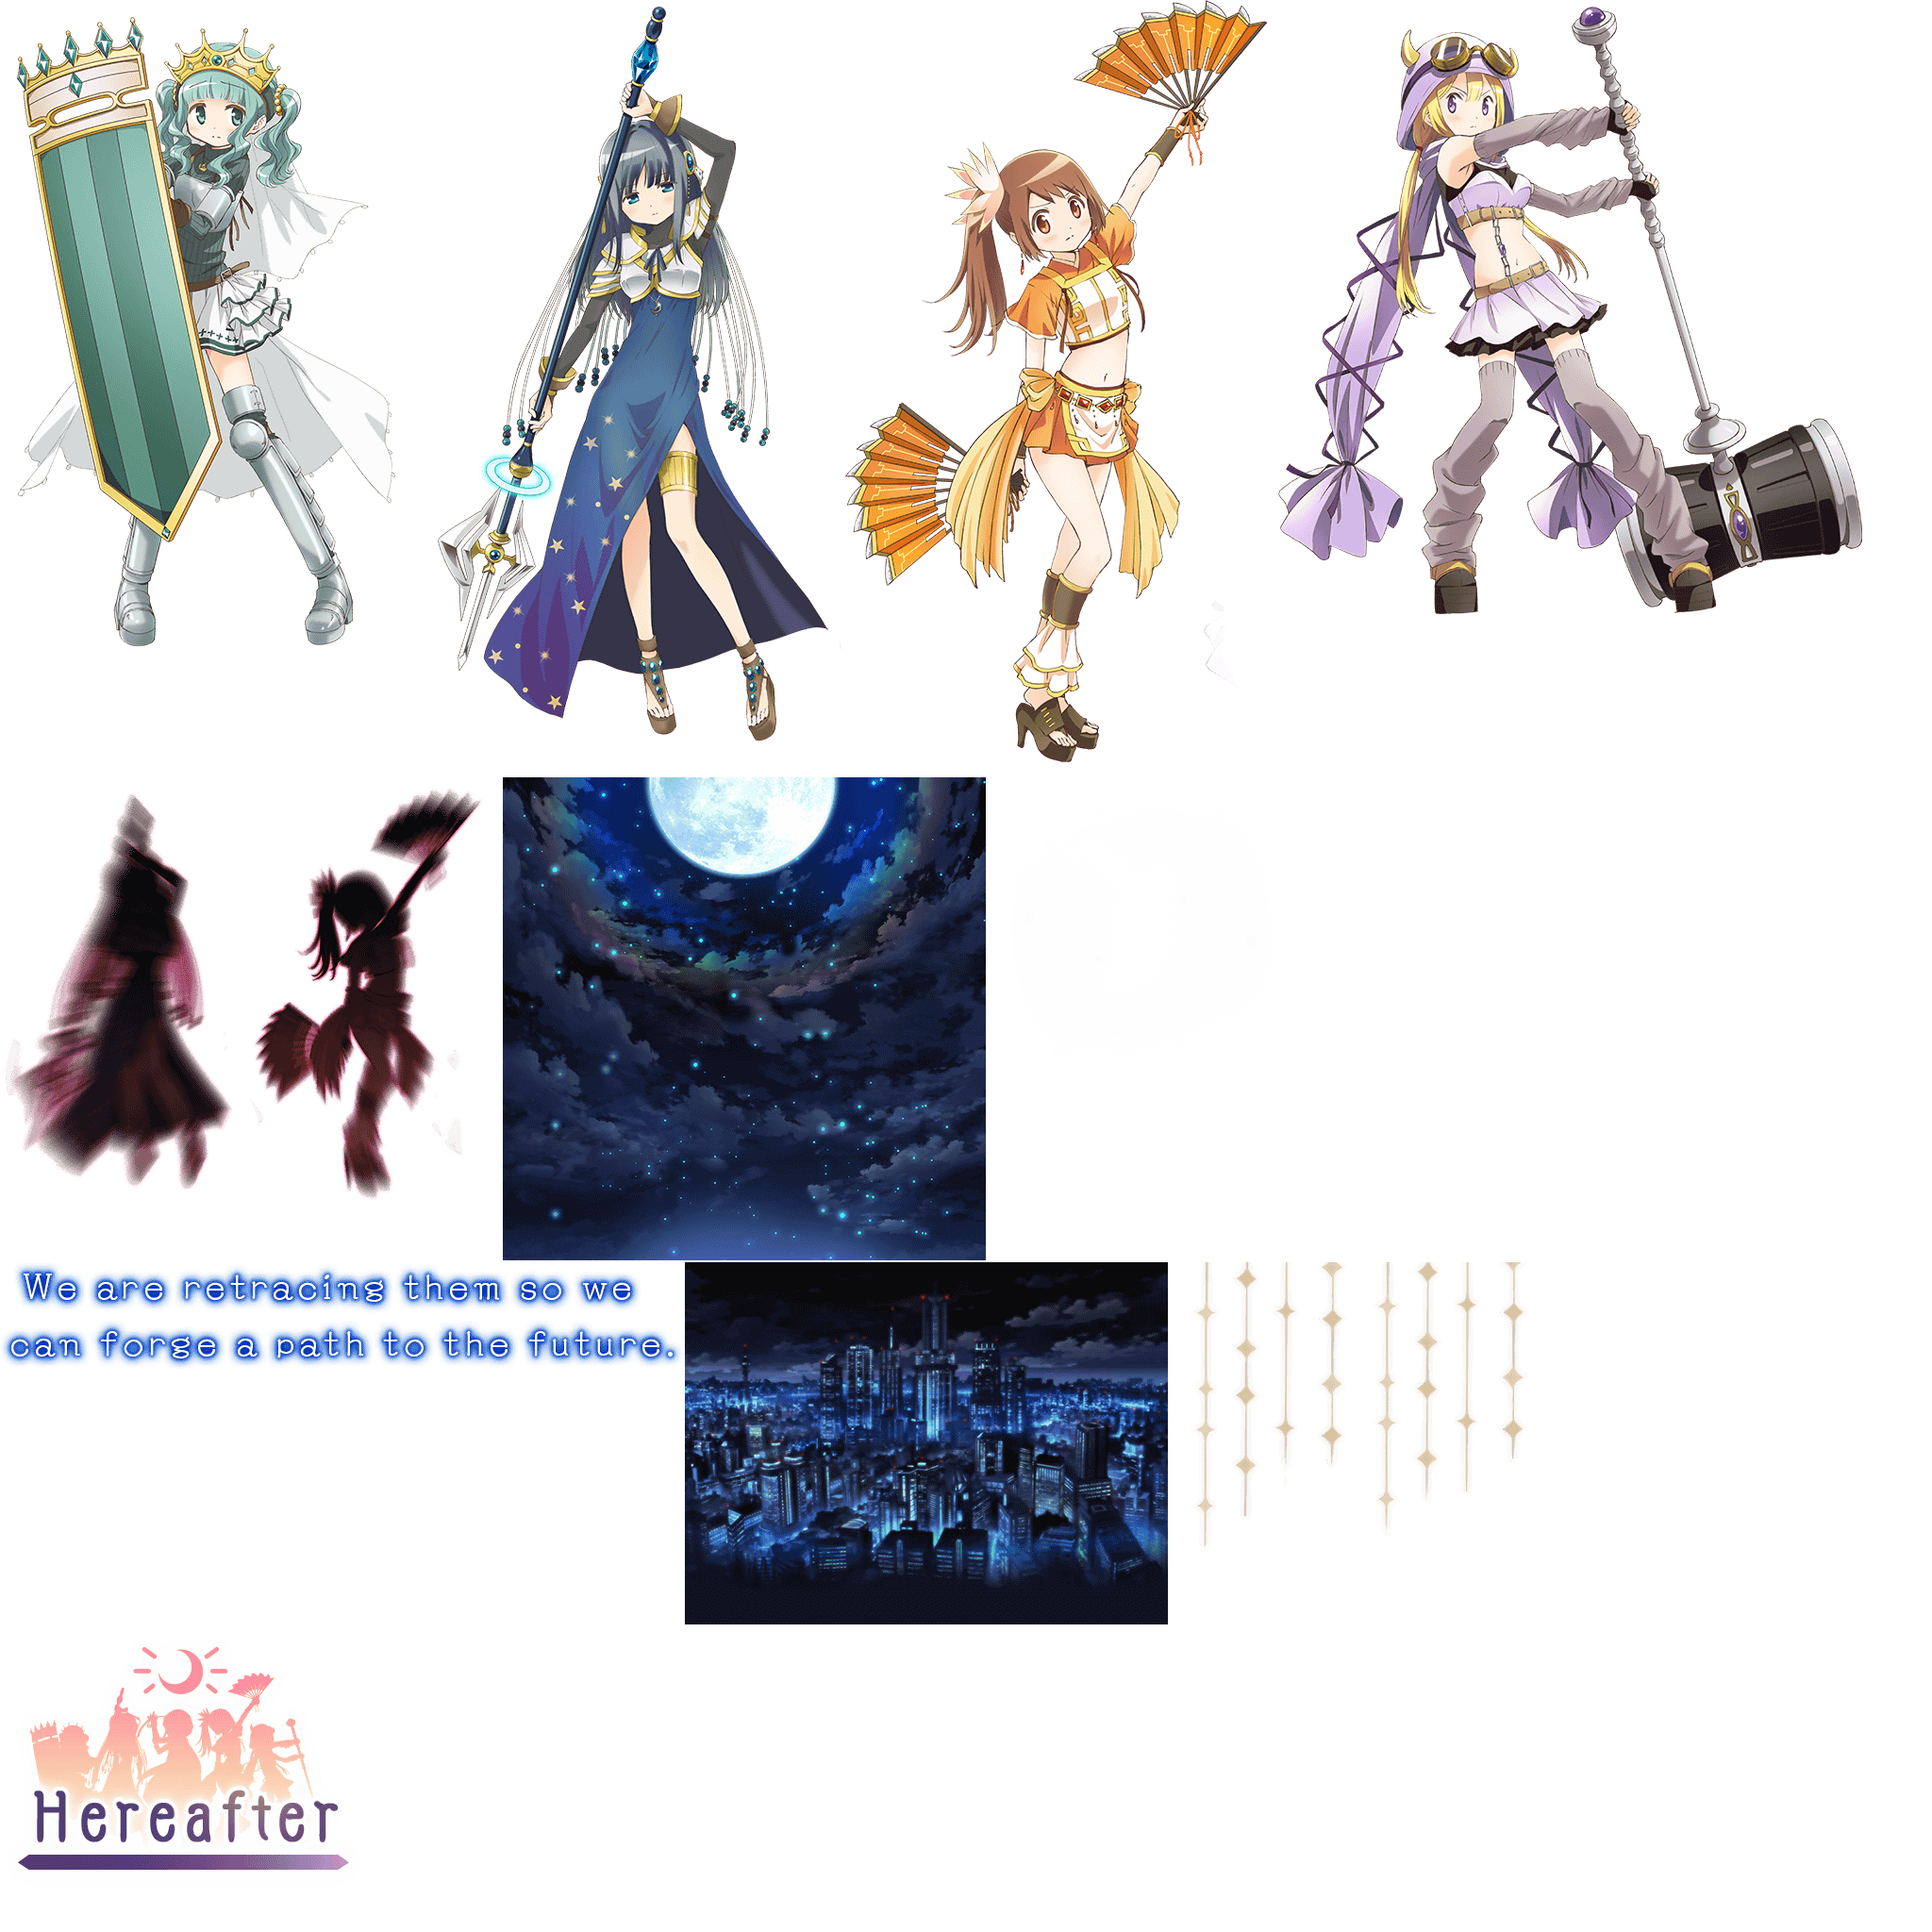 We are retracing them so we
can forge a path to the future.
Hereafter